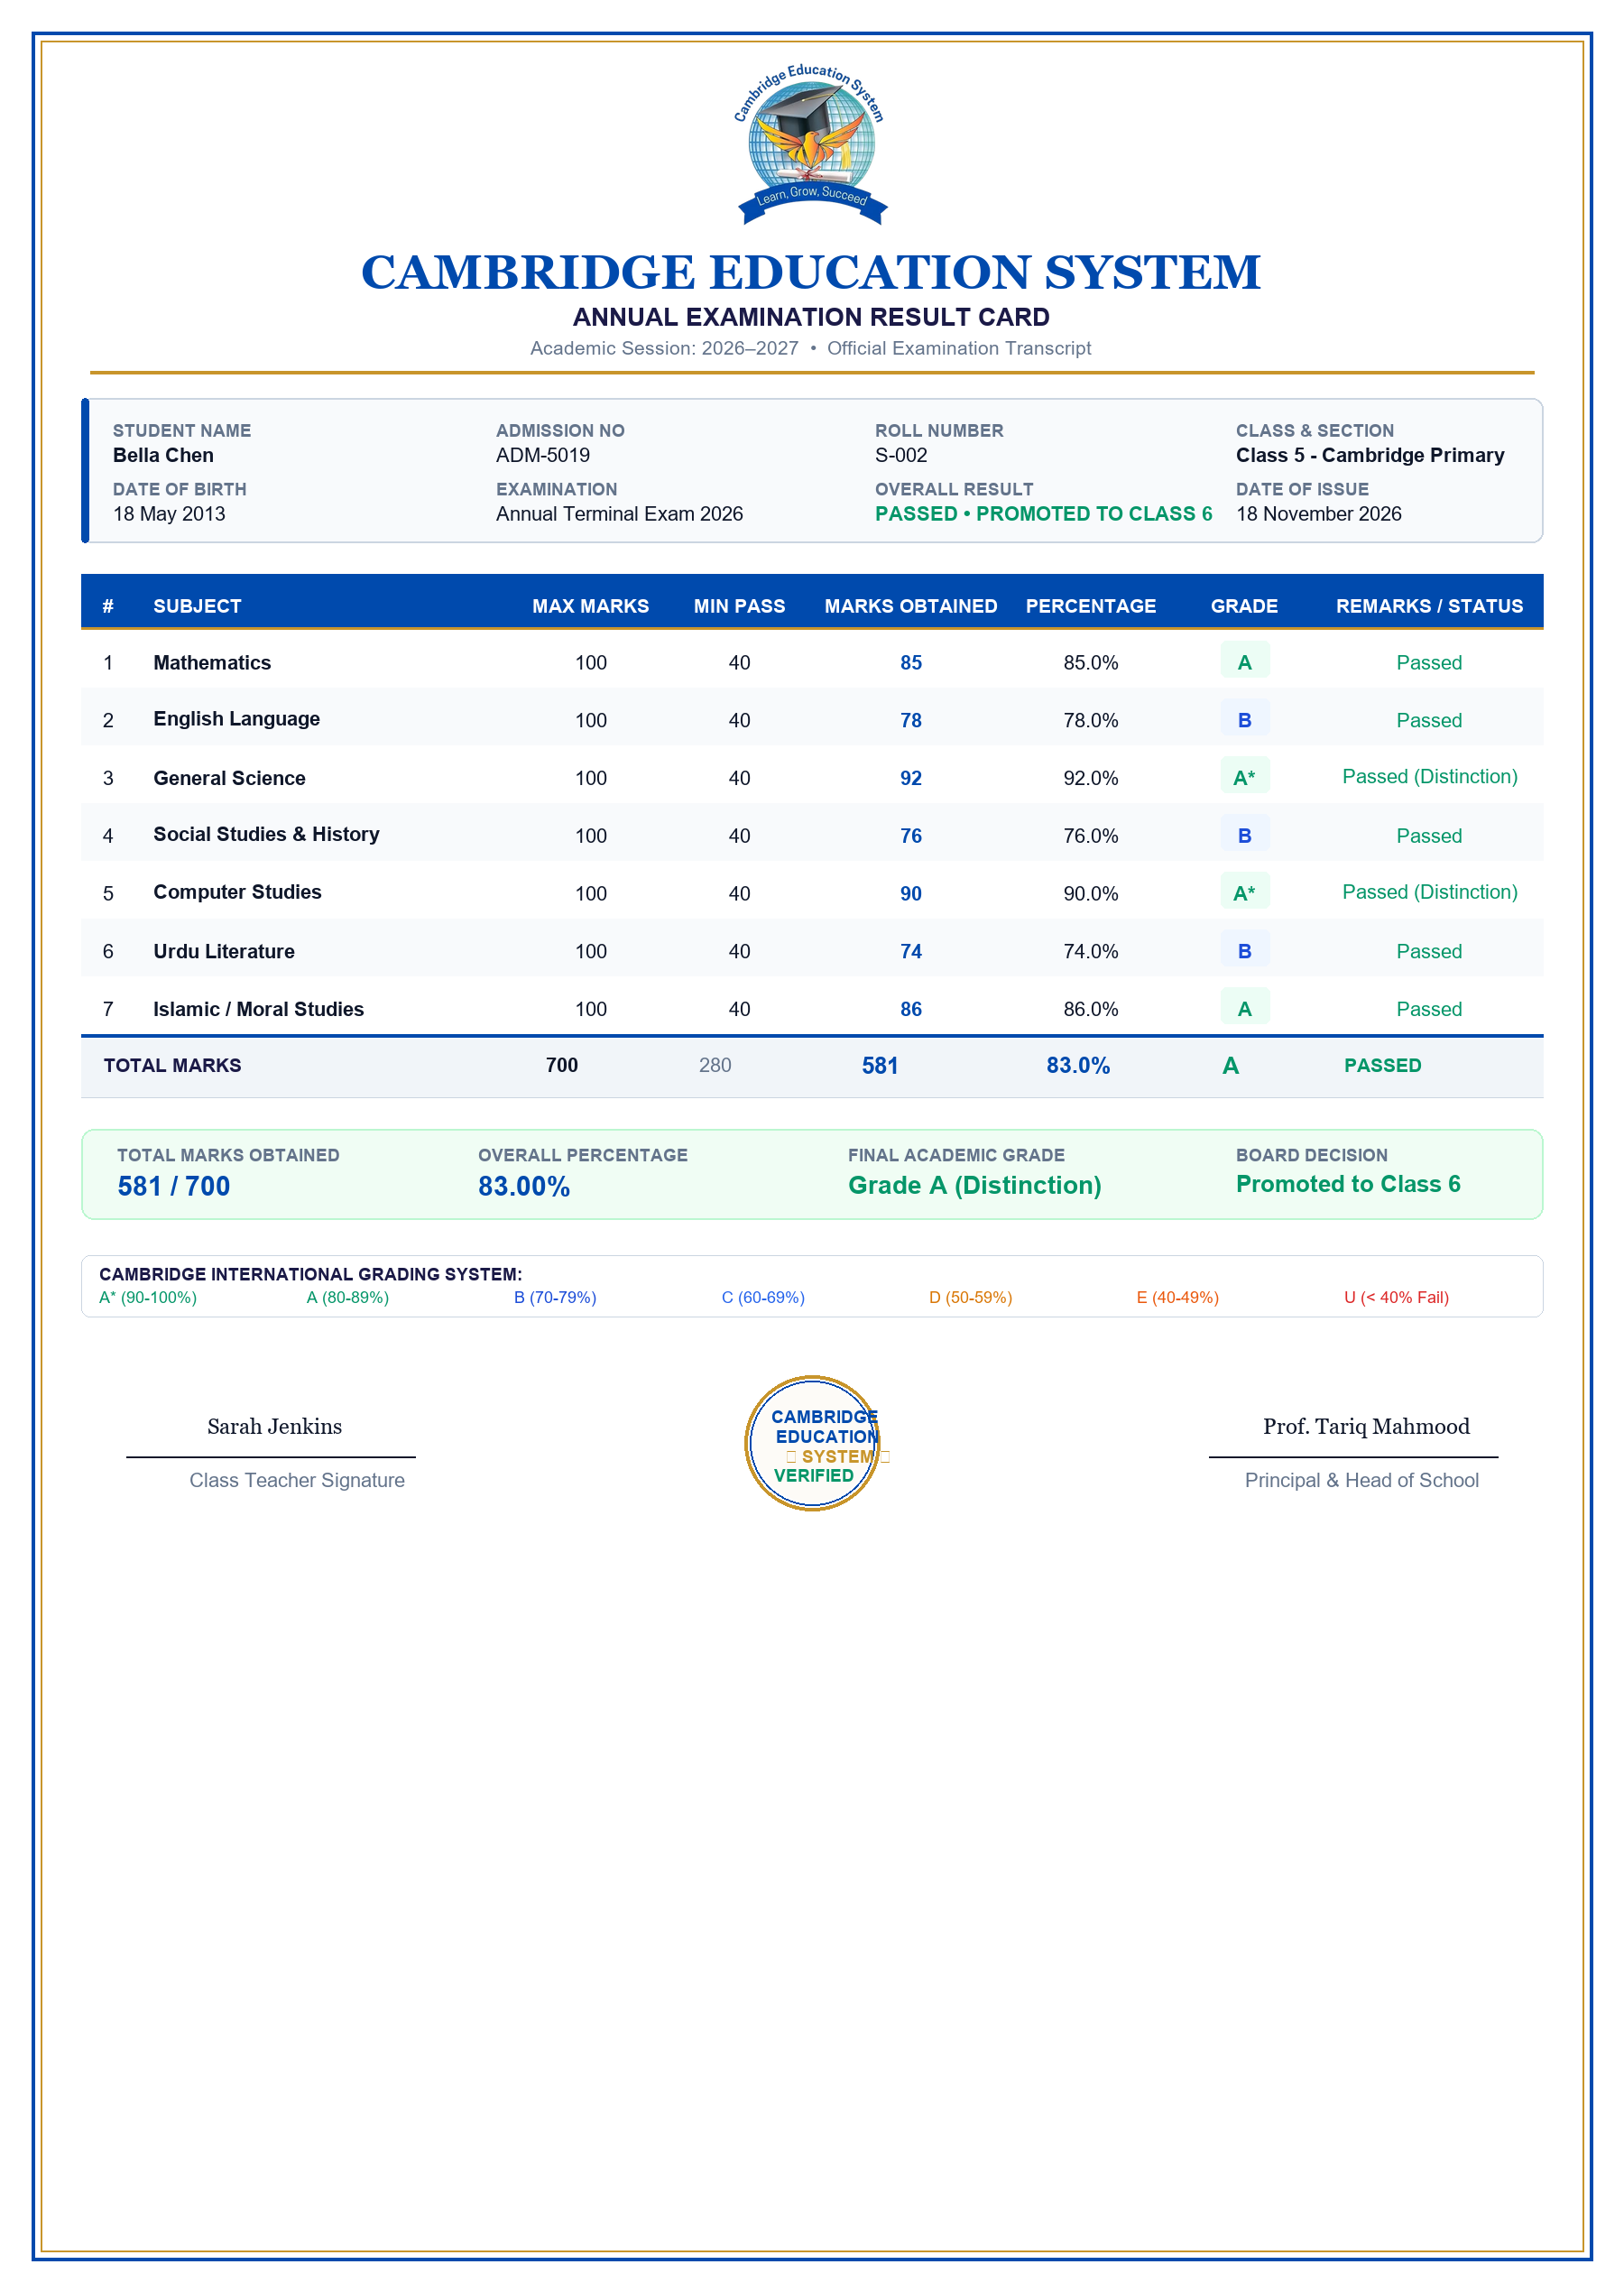 Cambridge Education System
Learn, Grow, Succeed
CAMBRIDGE EDUCATION SYSTEM
ANNUAL EXAMINATION RESULT CARD
Academic Session: 2026–2027 • Official Examination Transcript
STUDENT NAME ADMISSION NO ROLL NUMBER CLASS & SECTION
Bella Chen ADM-5019 S-002 Class 5 - Cambridge Primary
DATE OF BIRTH EXAMINATION OVERALL RESULT DATE OF ISSUE
18 May 2013 Annual Terminal Exam 2026 PASSED • PROMOTED TO CLASS 6 18 November 2026
# SUBJECT MAX MARKS MIN PASS MARKS OBTAINED PERCENTAGE GRADE REMARKS / STATUS
1 Mathematics 100 40 85 85.0% A Passed
2 English Language 100 40 78 78.0% B Passed
3 General Science 100 40 92 92.0% A* Passed (Distinction)
4 Social Studies & History 100 40 76 76.0% B Passed
5 Computer Studies 100 40 90 90.0% A* Passed (Distinction)
6 Urdu Literature 100 40 74 74.0% B Passed
7 Islamic / Moral Studies 100 40 86 86.0% A Passed
TOTAL MARKS 700 280 581 83.0% A PASSED
TOTAL MARKS OBTAINED OVERALL PERCENTAGE FINAL ACADEMIC GRADE BOARD DECISION
581 / 700 83.00% Grade A (Distinction) Promoted to Class 6
CAMBRIDGE INTERNATIONAL GRADING SYSTEM:
A* (90-100%) A (80-89%) B (70-79%) C (60-69%) D (50-59%) E (40-49%) U (< 40% Fail)
Sarah Jenkins
Class Teacher Signature
CAMBRIDGE
EDUCATION
SYSTEM
VERIFIED
Prof. Tariq Mahmood
Principal & Head of School